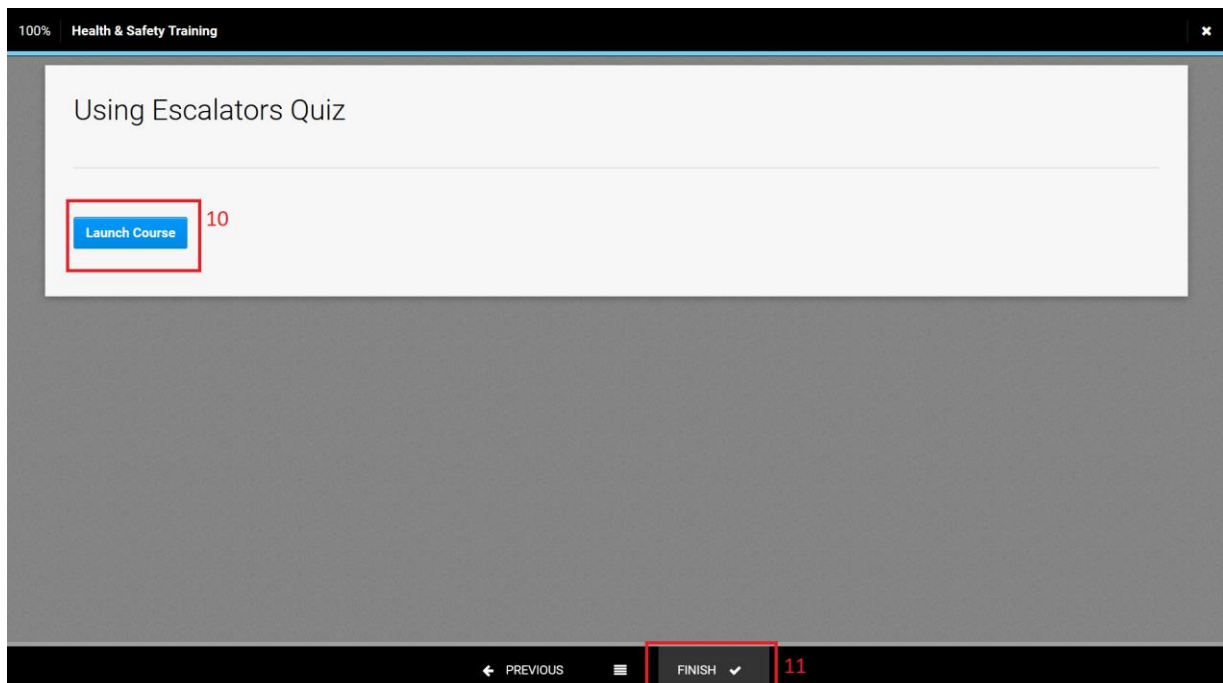 100% Health & Safety Training
Using Escalators Quiz
Launch Course 10
PREVIOUS FINISH 11